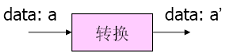 data: a
转换
data: a’